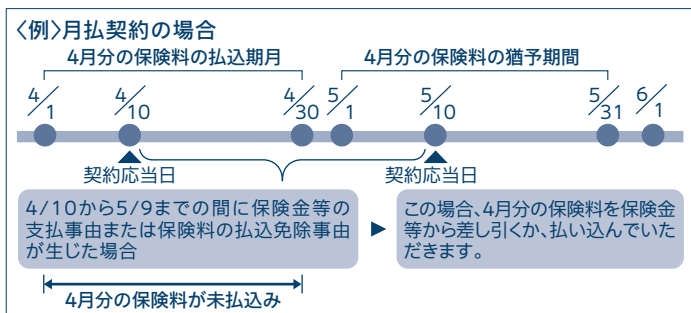 〈例〉月払契約の場合
4月分の保険料の払込期月
4月分の保険料の猶予期間
4/1
4/10
4/30
5/1
5/10
5/31
6/1
契約応当日
契約応当日
4/10から5/9までの間に保険金等の
支払事由または保険料の払込免除事由
が生じた場合
この場合、4月分の保険料を保険金
等から差し引くか、払い込んでいた
だきます。
4月分の保険料が未払込み